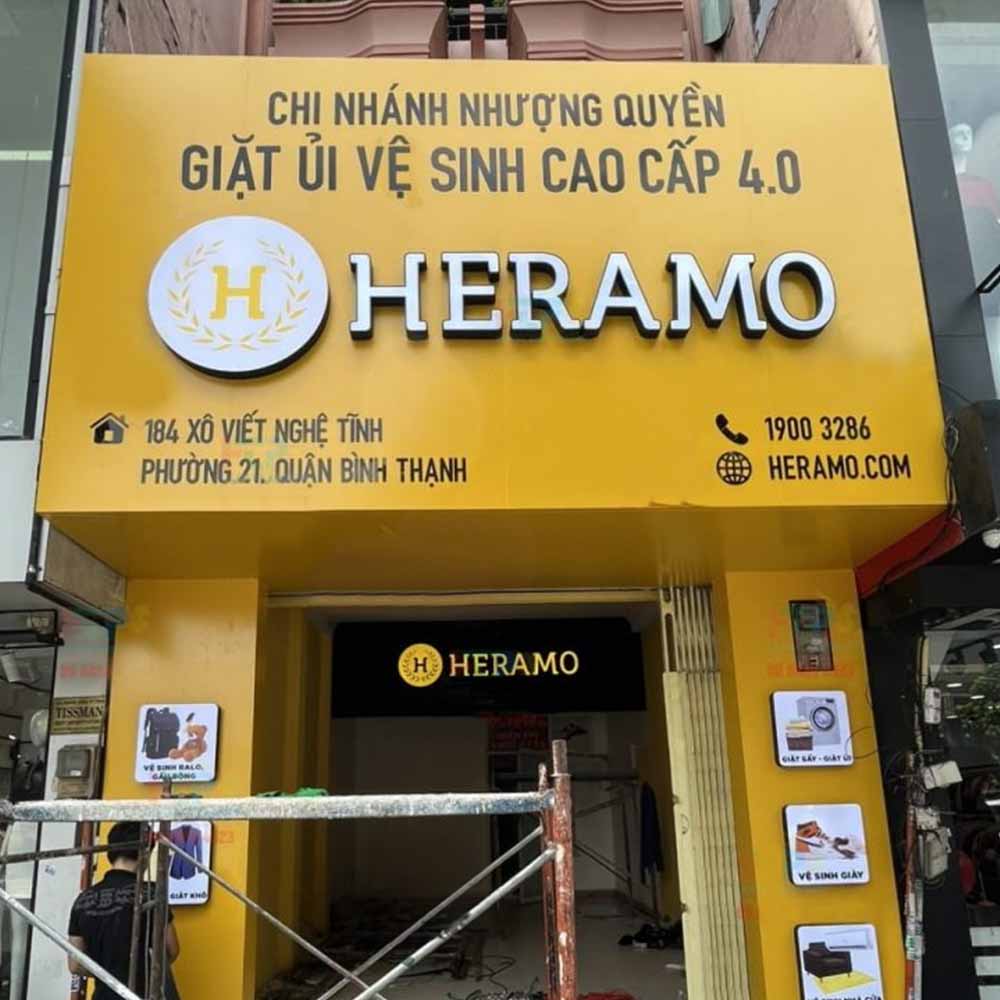 CHI NHÁNH NHƯỢNG QUYỀN
GIẶT ỦI VỆ SINH CAO CẤP 4.0
H HERAMO
184 XÔ VIẾT NGHỆ TĨNH
PHƯỜNG 21. QUẬN BÌNH THẠNH
1900 3286
HERAMO.COM
H HERAMO
TISSMAN
VỆ SINH BALO,
GẤU BÔNG
GIẶT SẤY - GIẶT ỦI
GIẶT KHÔ
VỆ SINH GIÀY